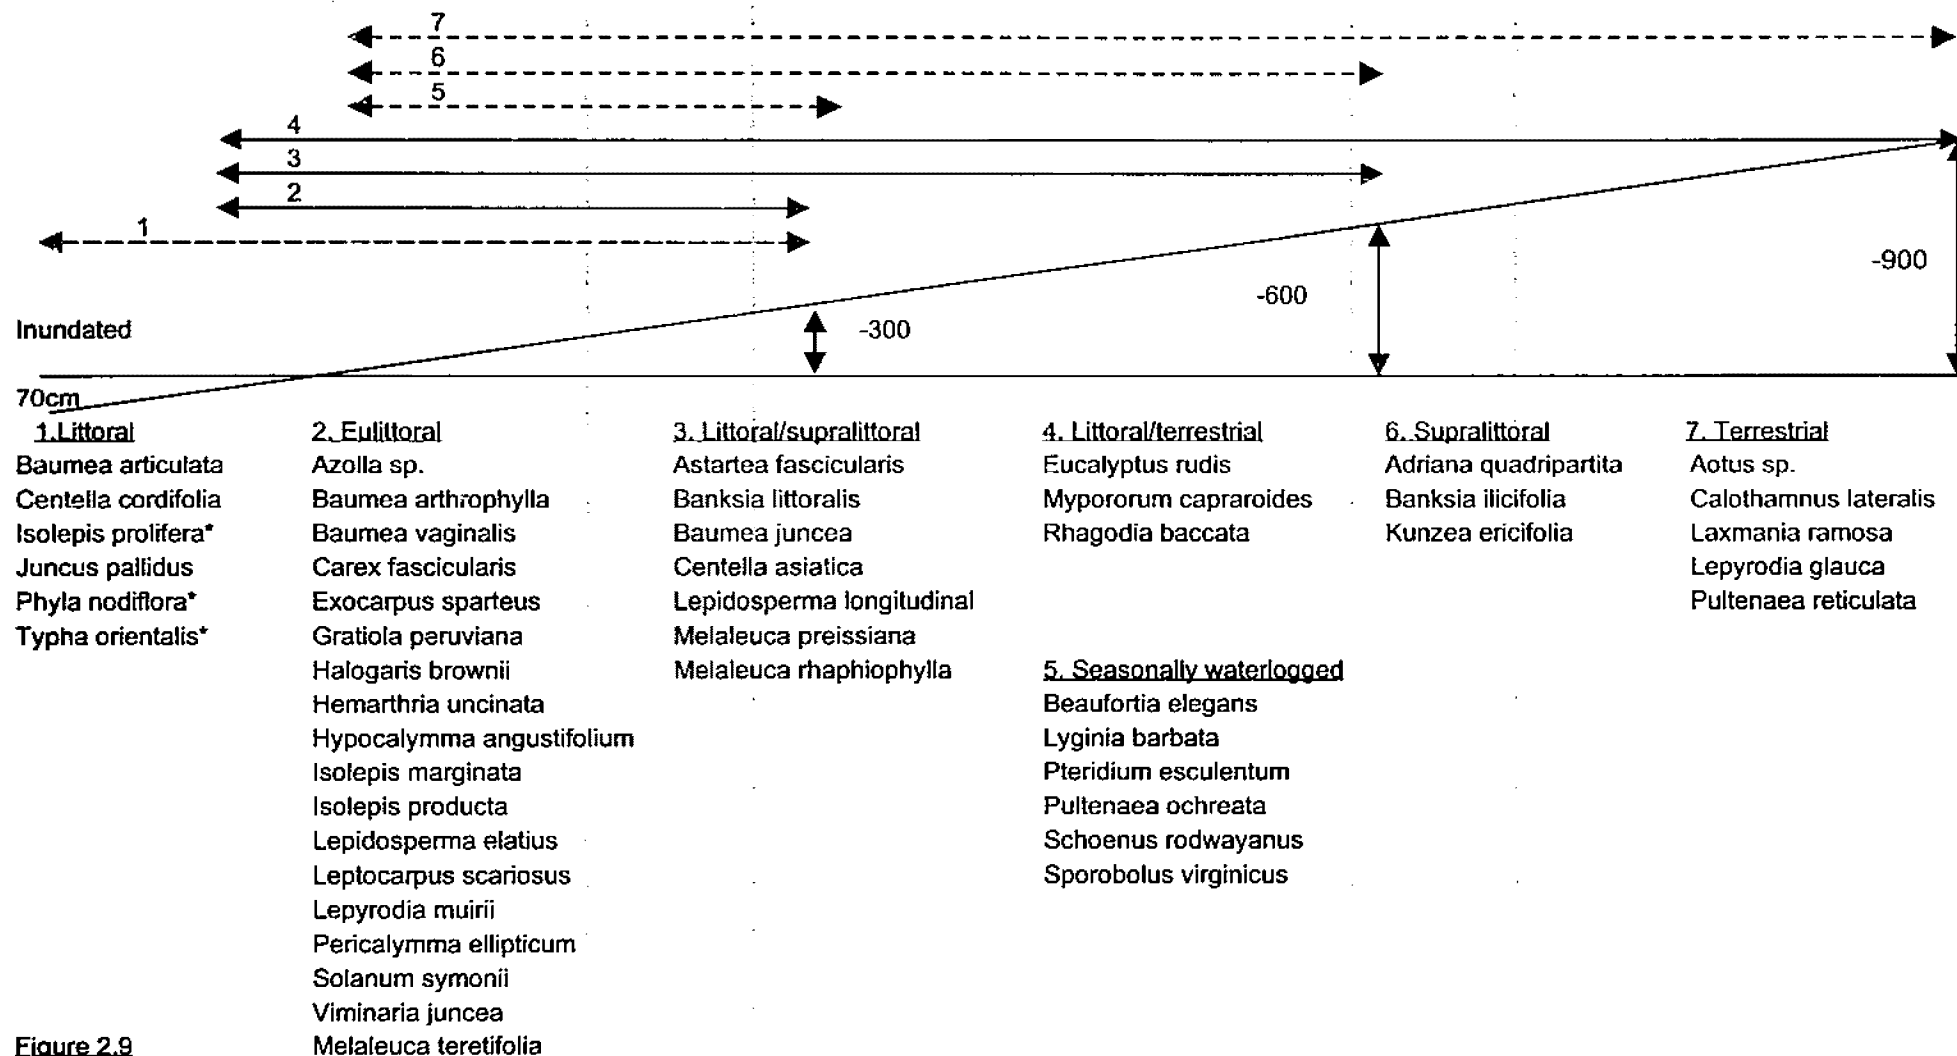 7
6
5
4
3
2
1
-900
-600
-300
Inundated
70cm
1.Littoral
Baumea articulata
Centella cordifolia
Isolepis prolifera*
Juncus pallidus
Phyla nodiflora*
Typha orientalis*
2. Eulittoral
Azolla sp.
Baumea arthrophylla
Baumea vaginalis
Carex fascicularis
Exocarpus sparteus
Gratiola peruviana
Halogaris brownii
Hemarthria uncinata
Hypocalymma angustifolium
Isolepis marginata
Isolepis producta
Lepidosperma elatius
Leptocarpus scariosus
Lepyrodia muirii
Pericalymma ellipticum
Solanum symonii
Viminaria juncea
Melaleuca teretifolia
3. Littoral/supralittoral
Astartea fascicularis
Banksia littoralis
Baumea juncea
Centella asiatica
Lepidosperma longitudinal
Melaleuca preissiana
Melaleuca rhaphiophylla
4. Littoral/terrestrial
Eucalyptus rudis
Mypororum capraroides
Rhagodia baccata
5. Seasonally waterlogged
Beaufortia elegans
Lyginia barbata
Pteridium esculentum
Pultenaea ochreata
Schoenus rodwayanus
Sporobolus virginicus
6. Supralittoral
Adriana quadripartita
Banksia ilicifolia
Kunzea ericifolia
7. Terrestrial
Aotus sp.
Calothamnus lateralis
Laxmania ramosa
Lepyrodia glauca
Pultenaea reticulata
Figure 2.9